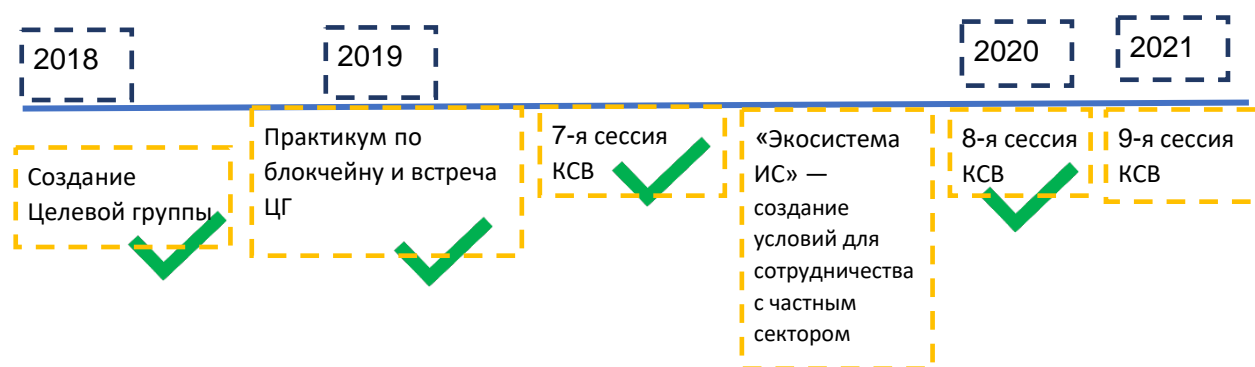 2018
2019
2020
2021
Создание
Целевой группы
Практикум по
блокчейну и встреча
ЦГ
7-я сессия
КСВ
«Экосистема
ИС» —
создание
условий для
сотрудничества
с частным
сектором
8-я сессия
КСВ
9-я сессия
КСВ